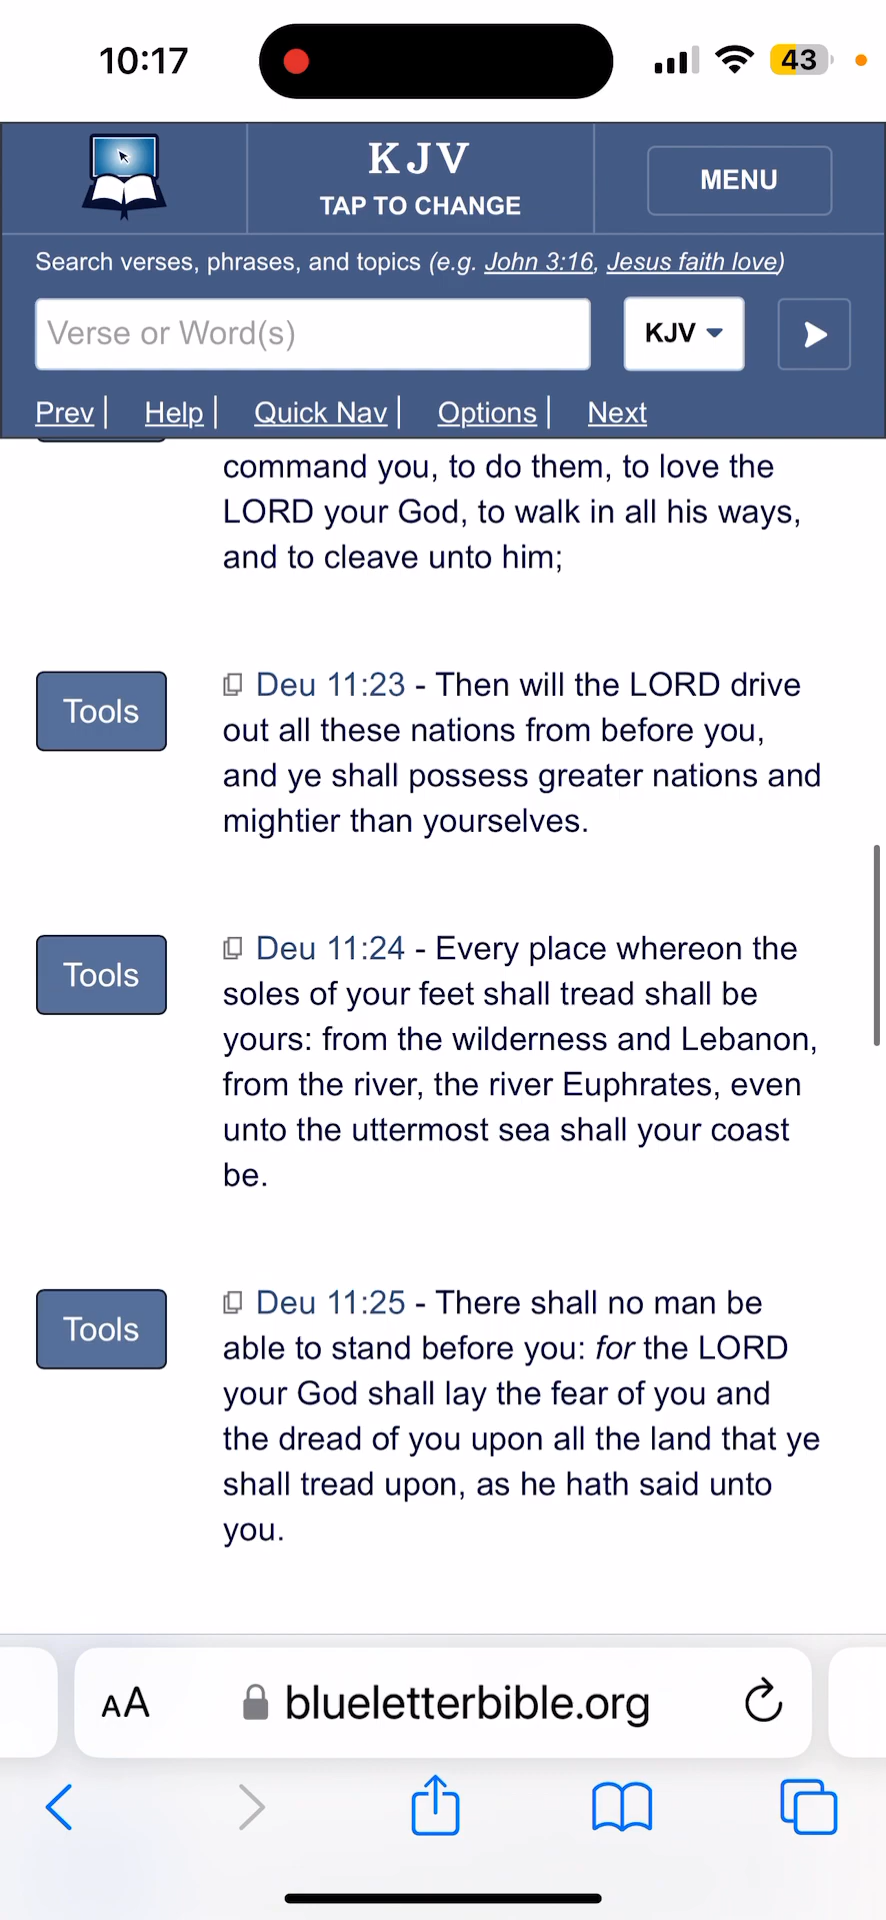 10:17
43
KJV
TAP TO CHANGE
MENU
Search verses, phrases, and topics (e.g. John 3:16, Jesus faith love)
Verse or Word(s)
KJV
Prev | Help | Quick Nav | Options | Next
command you, to do them, to love the
LORD your God, to walk in all his ways,
and to cleave unto him;
Tools
Deu 11:23 - Then will the LORD drive
out all these nations from before you,
and ye shall possess greater nations and
mightier than yourselves.
Tools
Deu 11:24 - Every place whereon the
soles of your feet shall tread shall be
yours: from the wilderness and Lebanon,
from the river, the river Euphrates, even
unto the uttermost sea shall your coast
be.
Tools
Deu 11:25 - There shall no man be
able to stand before you: for the LORD
your God shall lay the fear of you and
the dread of you upon all the land that ye
shall tread upon, as he hath said unto
you.
AA
blueletterbible.org